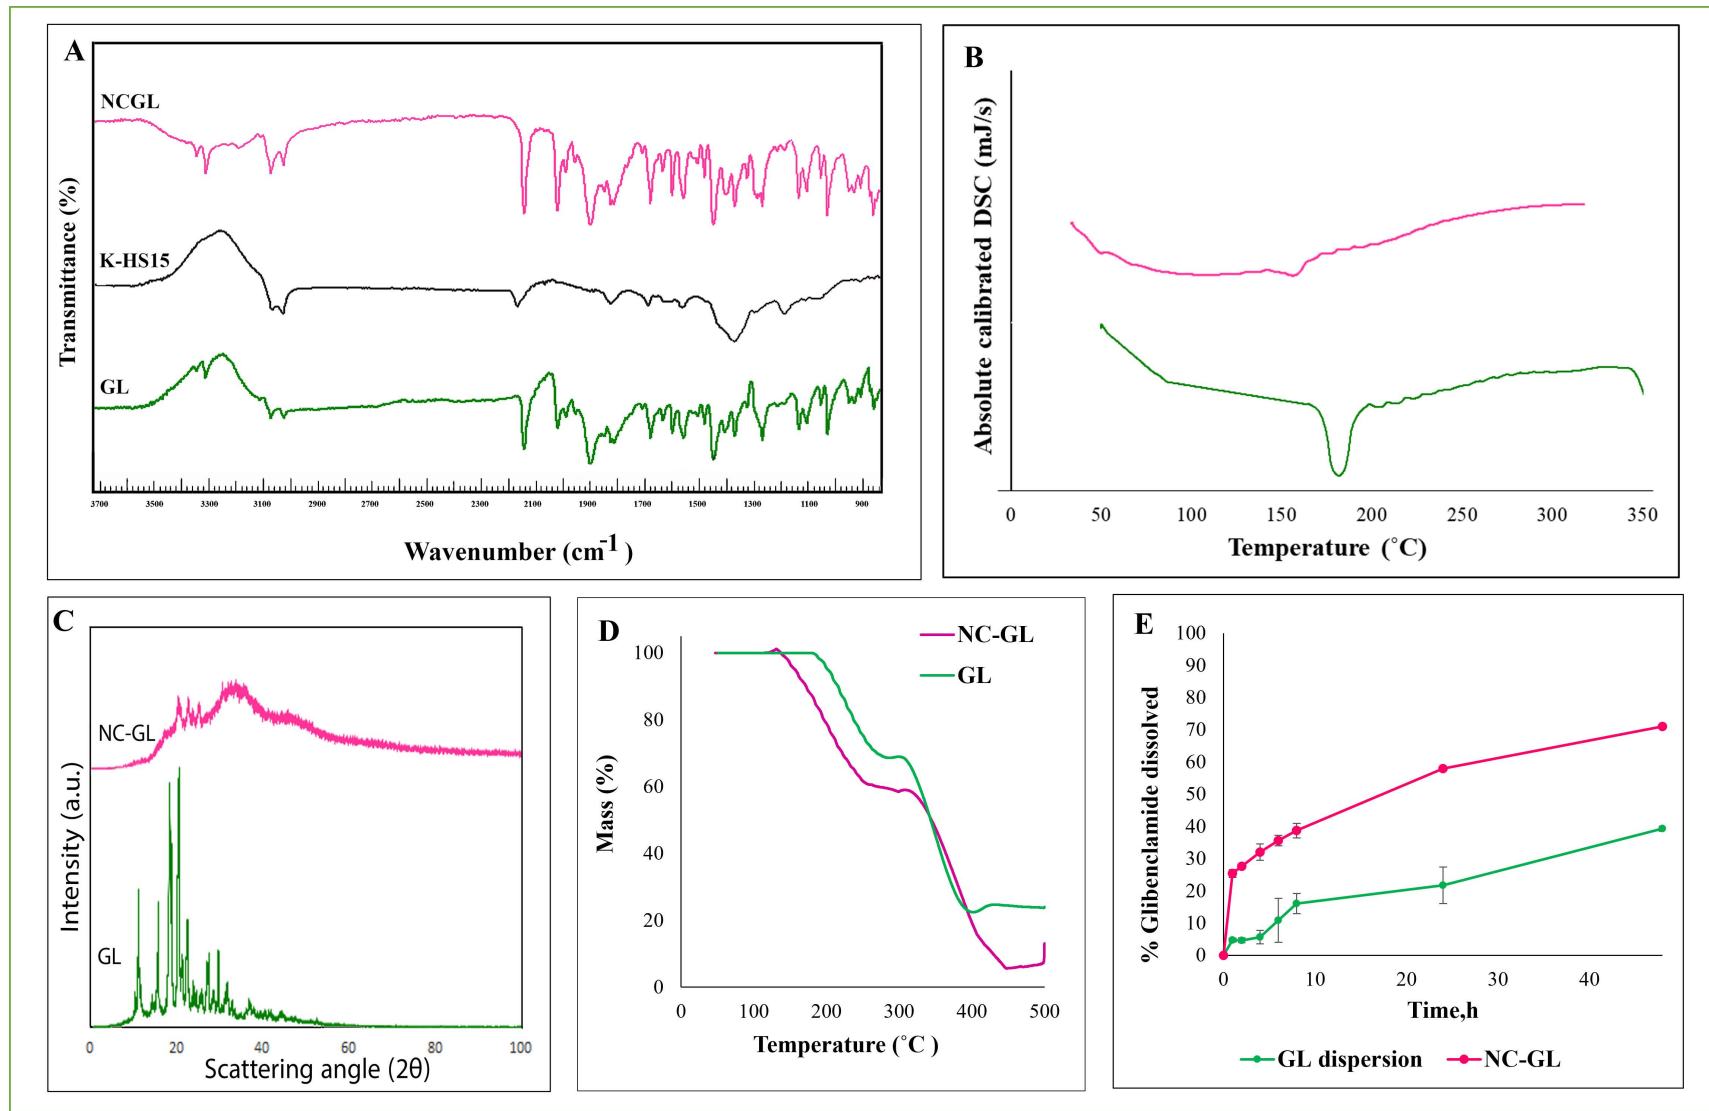 A
NCGL
K-HS15
GL
Transmittance (%)
3700 3500 3300 3100 2900 2700 2500 2300 2100 1900 1700 1500 1300 1100 900
Wavenumber (cm-1 )
B
Absolute calibrated DSC (mJ/s)
0 50 100 150 200 250 300 350
Temperature (˚C)
C
NC-GL
GL
Intensity (a.u.)
0 20 40 60 80 100
Scattering angle (2θ)
D
NC-GL
GL
Mass (%)
100
80
60
40
20
0
0 100 200 300 400 500
Temperature (˚C )
E
% Glibenclamide dissolved
100
90
80
70
60
50
40
30
20
10
0
0 10 20 30 40
Time,h
GL dispersion NC-GL